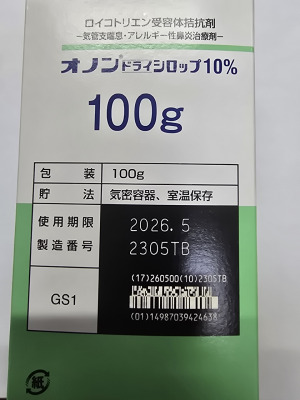 ロイコトリエン受容体拮抗剤
−気管支喘息・アレルギー性鼻炎治療剤−
オノンドライシロップ10%
100g
包 装 100g
貯 法 気密容器、室温保存
使用期限 2026.5
製造番号 2305TB
GS1
(17)260500(10)2305TB
(01)14987039424638
紙